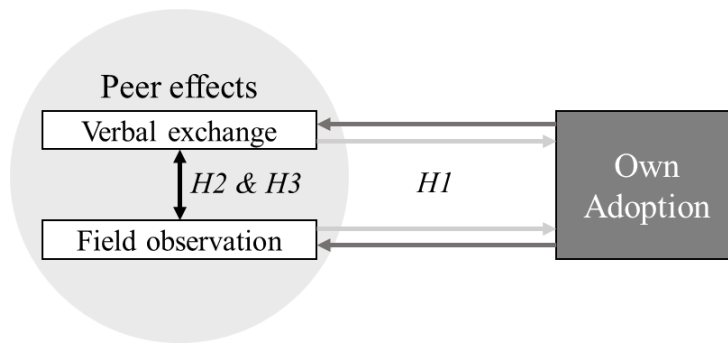 Peer effects
Verbal exchange
H2 & H3
H1
Field observation
Own
Adoption